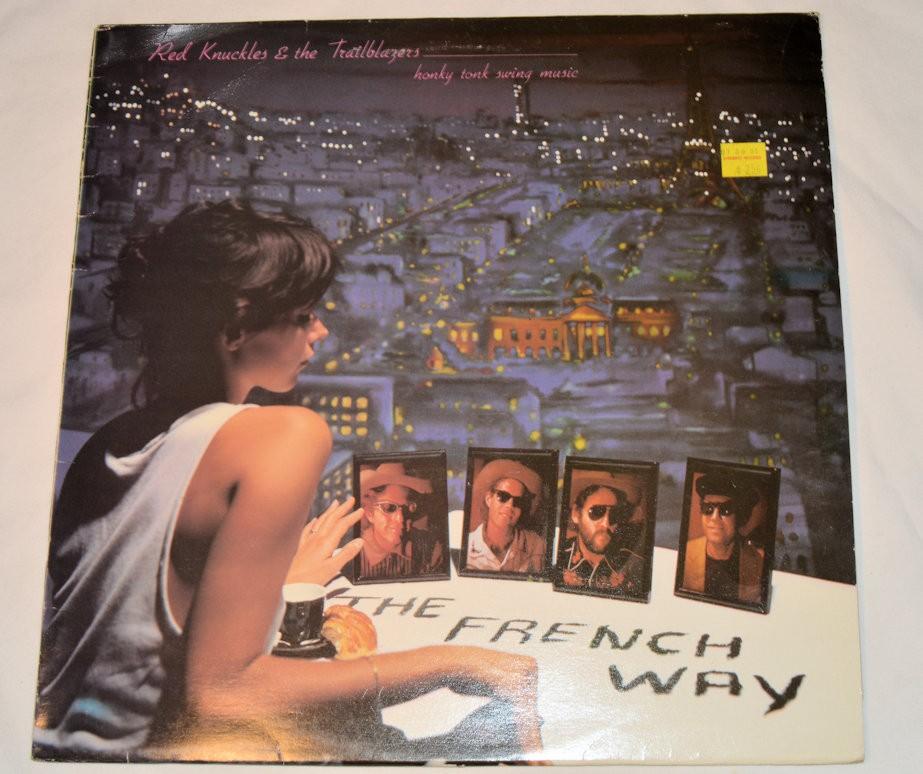 Red Knuckles & the Trailblazers
honky tonk swing music
THE
FRENCH
WAY